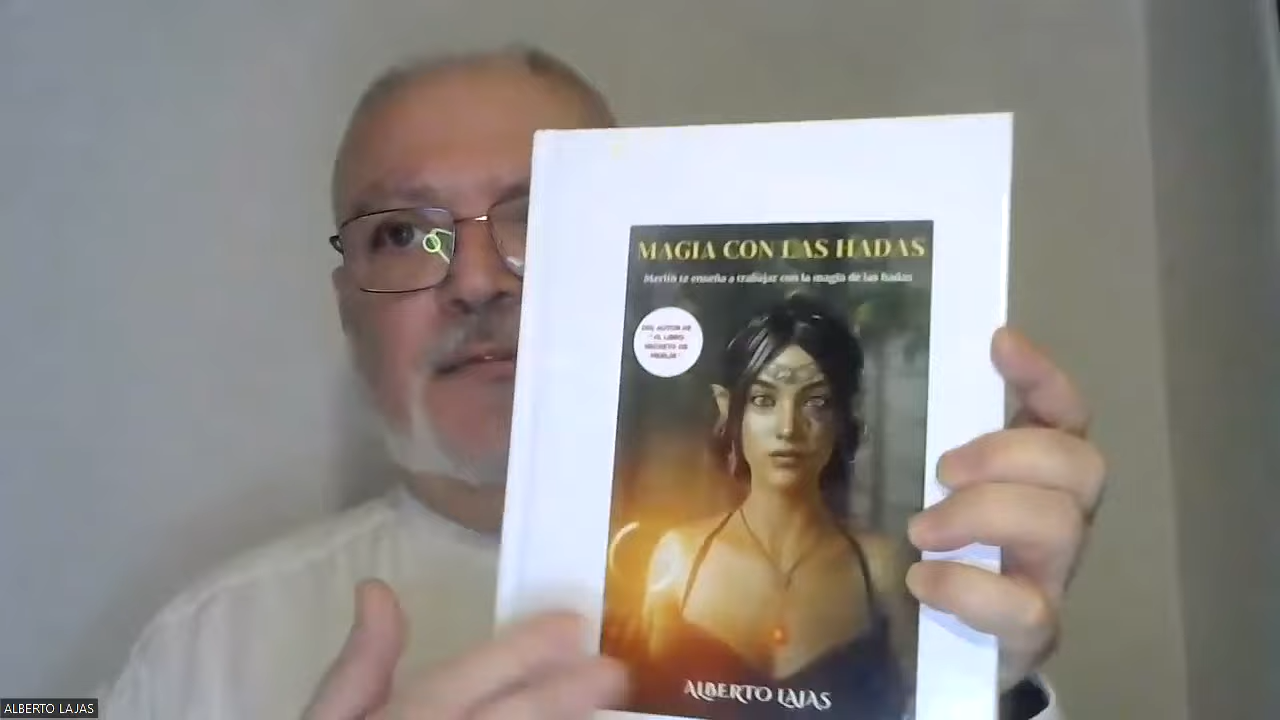 MAGIA CON LAS HADAS
Merlín te enseña a trabajar con la magia de las hadas
DEL AUTOR DE
" EL LIBRO
SECRETO DE
MERLIN "
ALBERTO LAJAS
ALBERTO LAJAS